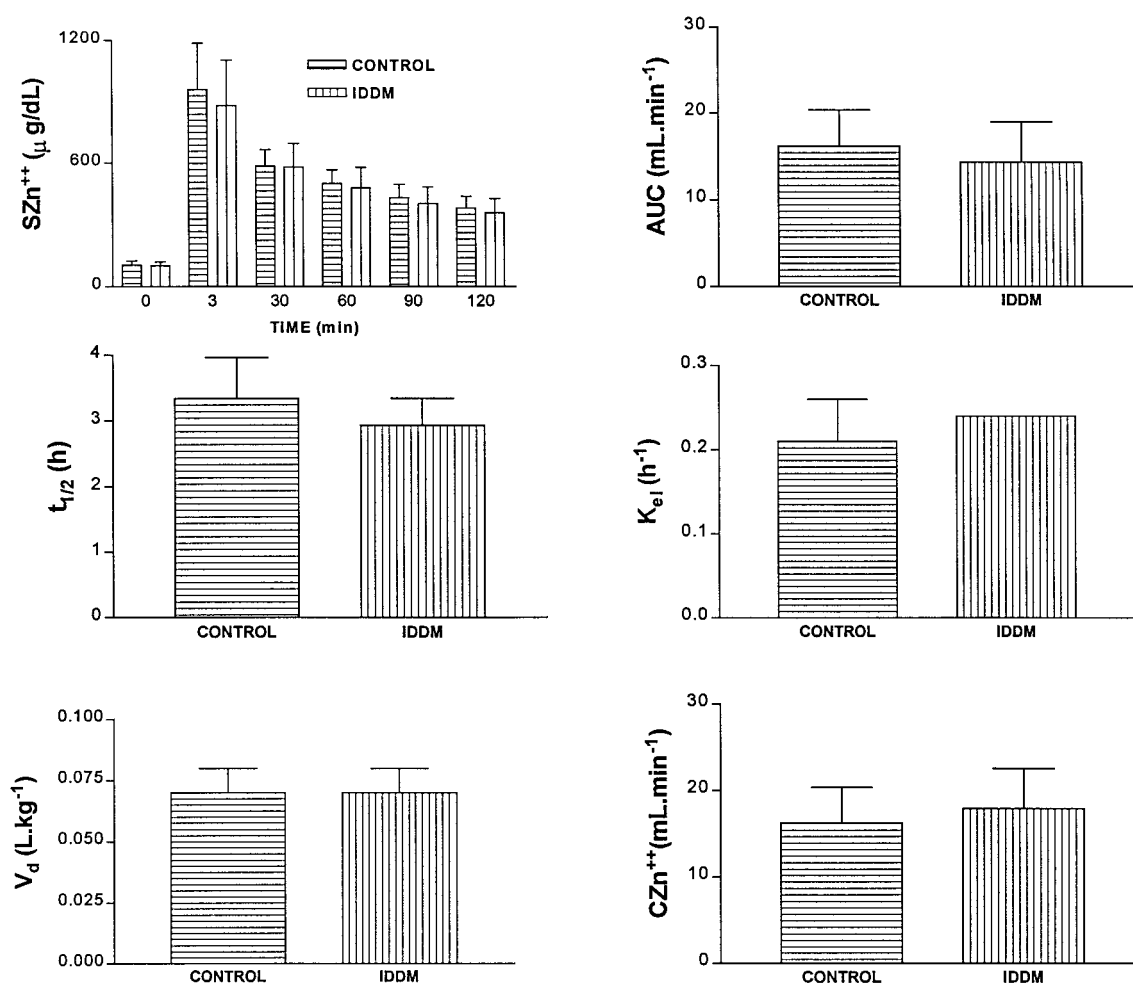 SZn⁺⁺ (μ g/dL)
1200
600
0
CONTROL
IDDM
0 3 30 60 90 120
TIME (min)
AUC (mL.min⁻¹)
30
20
10
0
CONTROL IDDM
t1/2 (h)
4
3
2
1
0
CONTROL IDDM
Kel (h⁻¹)
0.3
0.2
0.1
0.0
CONTROL IDDM
Vd (L.kg⁻¹)
0.100
0.075
0.050
0.025
0.000
CONTROL IDDM
CZn⁺⁺(mL.min⁻¹)
30
20
10
0
CONTROL IDDM